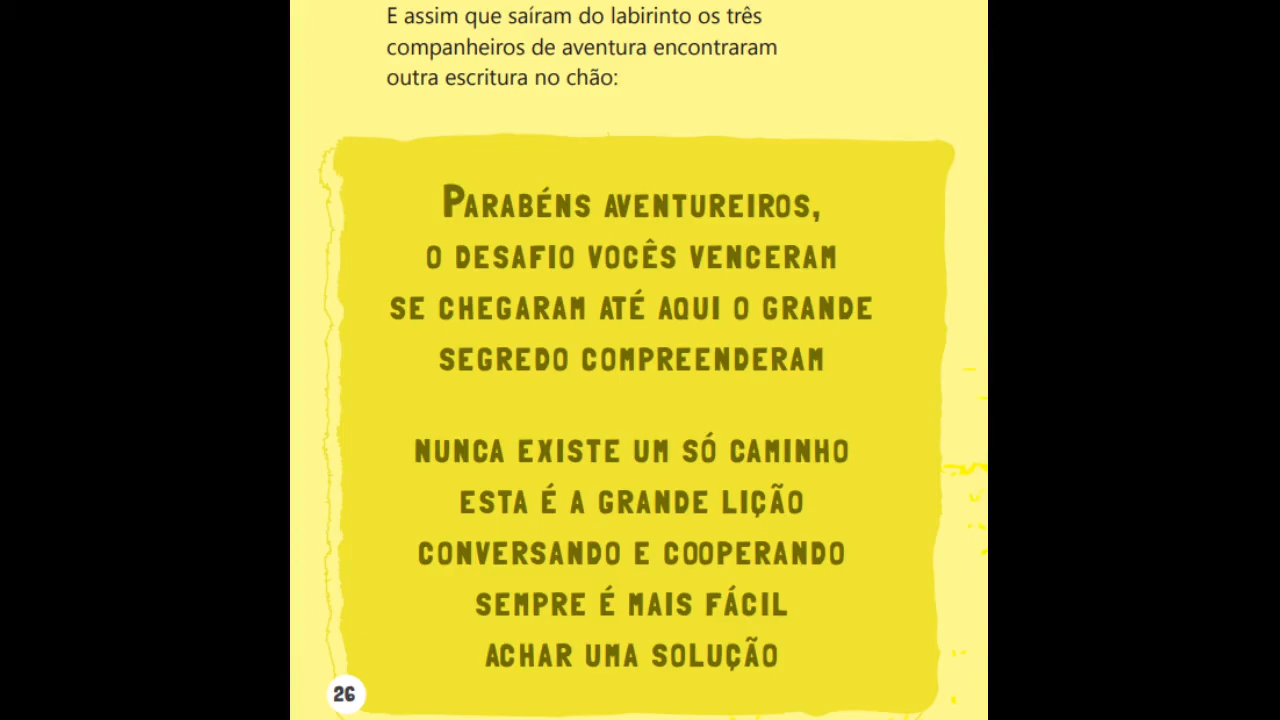 E assim que saíram do labirinto os três
companheiros de aventura encontraram
outra escritura no chão:
PARABÉNS AVENTUREIROS,
O DESAFIO VOCÊS VENCERAM
SE CHEGARAM ATÉ AQUI O GRANDE
SEGREDO COMPREENDERAM
NUNCA EXISTE UM SÓ CAMINHO
ESTA É A GRANDE LIÇÃO
CONVERSANDO E COOPERANDO
SEMPRE É MAIS FÁCIL
ACHAR UMA SOLUÇÃO
26